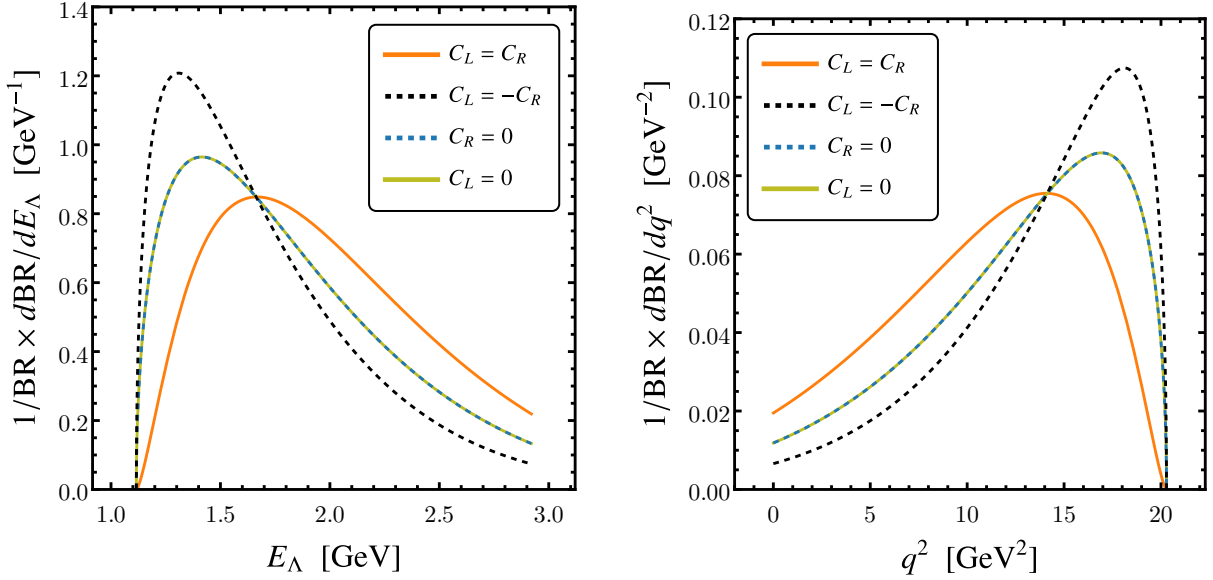 1/BR × dBR/dE_Λ [GeV⁻¹]
1.4
1.2
1.0
0.8
0.6
0.4
0.2
0.0
C_L = C_R
C_L = −C_R
C_R = 0
C_L = 0
1.0 1.5 2.0 2.5 3.0
E_Λ [GeV]
1/BR × dBR/dq² [GeV⁻²]
0.12
0.10
0.08
0.06
0.04
0.02
0.00
C_L = C_R
C_L = −C_R
C_R = 0
C_L = 0
0 5 10 15 20
q² [GeV²]